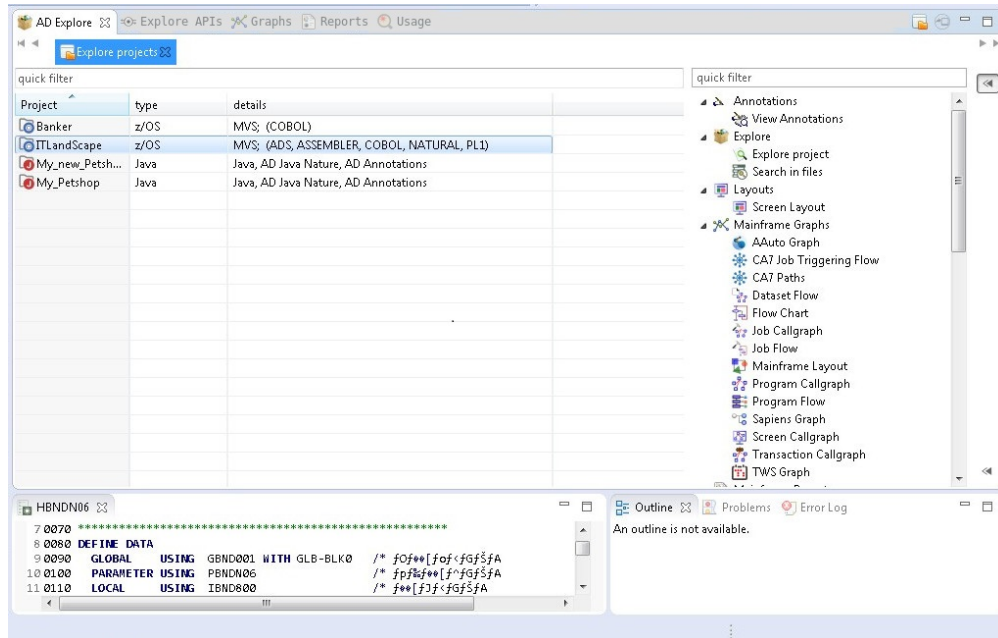 AD Explore Explore APIs Graphs Reports Usage
Explore projects
quick filter
Project type details
Banker z/OS MVS; (COBOL)
ITLandScape z/OS MVS; (ADS, ASSEMBLER, COBOL, NATURAL, PL1)
My_new_Petsh... Java Java, AD Java Nature, AD Annotations
My_Petshop Java Java, AD Java Nature, AD Annotations
quick filter
Annotations
View Annotations
Explore
Explore project
Search in files
Layouts
Screen Layout
Mainframe Graphs
AAuto Graph
CA7 Job Triggering Flow
CA7 Paths
Dataset Flow
Flow Chart
Job Callgraph
Job Flow
Mainframe Layout
Program Callgraph
Program Flow
Sapiens Graph
Screen Callgraph
Transaction Callgraph
TWS Graph
HBNDN06
7 0070 ********************************************************
8 0080 DEFINE DATA
9 0090 GLOBAL USING GBND001 WITH GLB-BLK0 /*
10 0100 PARAMETER USING PBNDN06 /*
11 0110 LOCAL USING IBND800 /*
Outline Problems Error Log
An outline is not available.